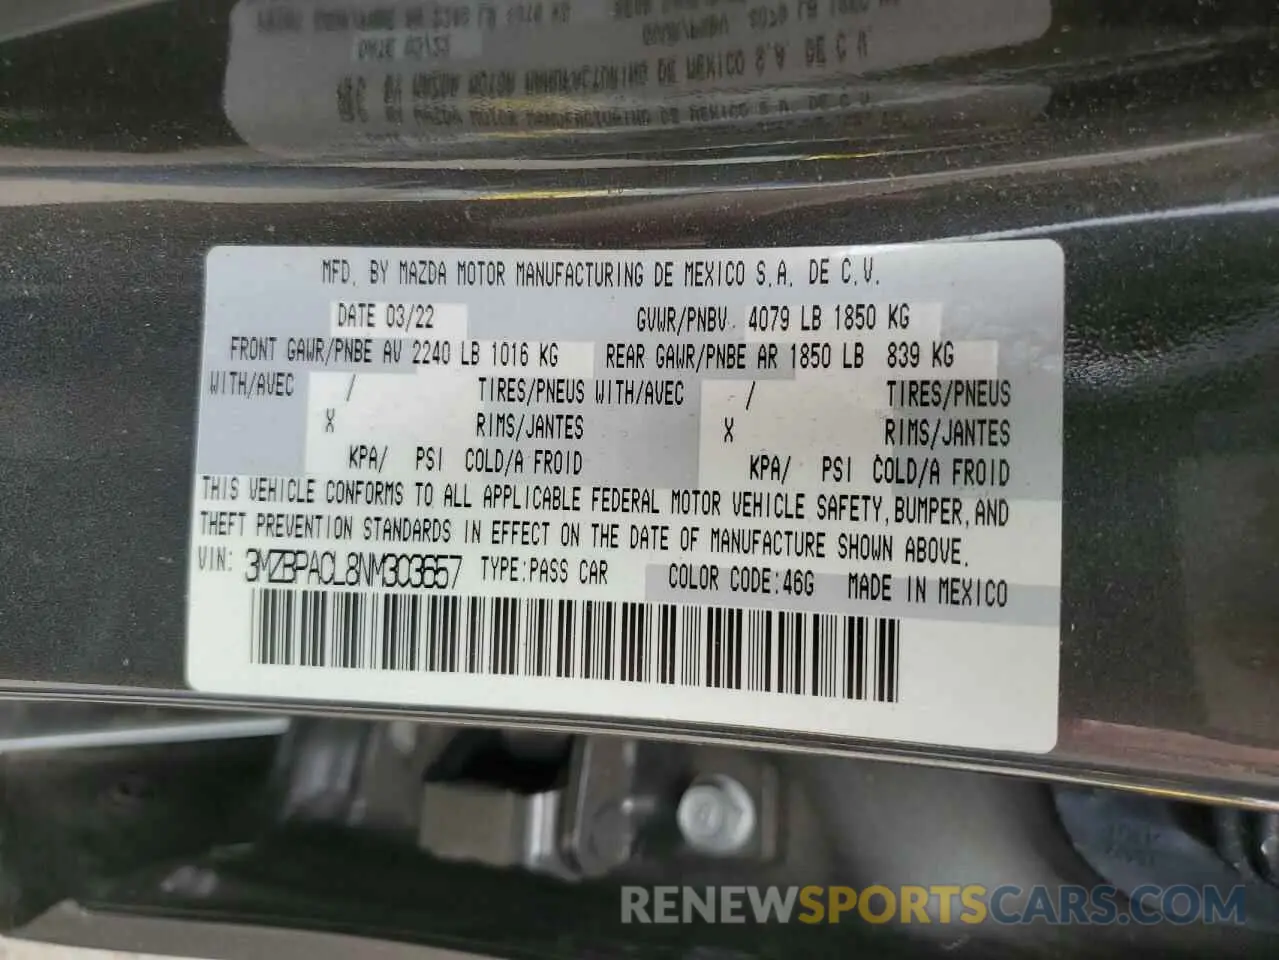 MFD. BY MAZDA MOTOR MANUFACTURING DE MEXICO S.A. DE C.V.
DATE 03/22 GVWR/PNBV 4079 LB 1850 KG
FRONT GAWR/PNBE AV 2240 LB 1016 KG REAR GAWR/PNBE AR 1850 LB 839 KG
WITH/AVEC / TIRES/PNEUS WITH/AVEC / TIRES/PNEUS
X RIMS/JANTES X RIMS/JANTES
KPA/ PSI COLD/A FROID KPA/ PSI COLD/A FROID
THIS VEHICLE CONFORMS TO ALL APPLICABLE FEDERAL MOTOR VEHICLE SAFETY, BUMPER, AND
THEFT PREVENTION STANDARDS IN EFFECT ON THE DATE OF MANUFACTURE SHOWN ABOVE.
VIN: 3MZBPACL8NM303657 TYPE:PASS CAR COLOR CODE:46G MADE IN MEXICO
RENEWSPORTSCARS.COM